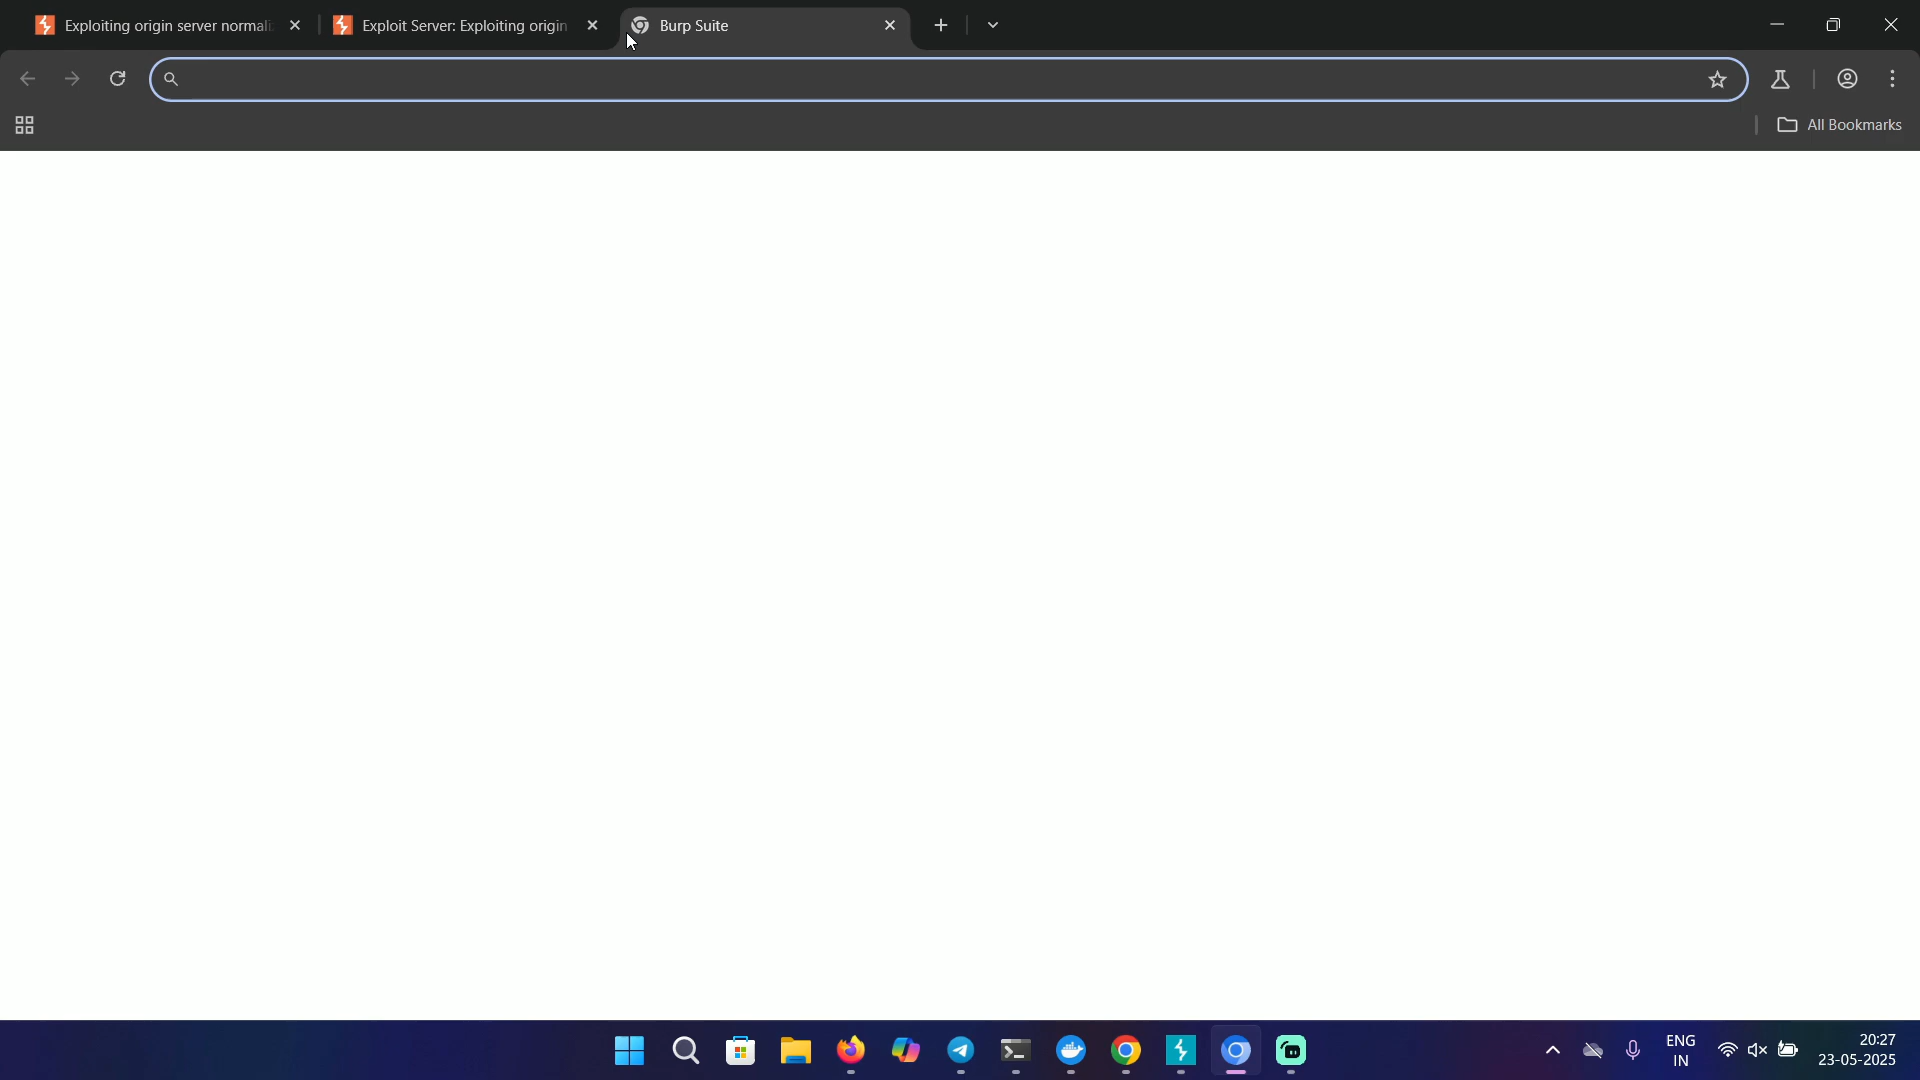 Exploiting origin server normali
Exploit Server: Exploiting origin
Burp Suite
All Bookmarks
ENG
IN
20:27
23-05-2025